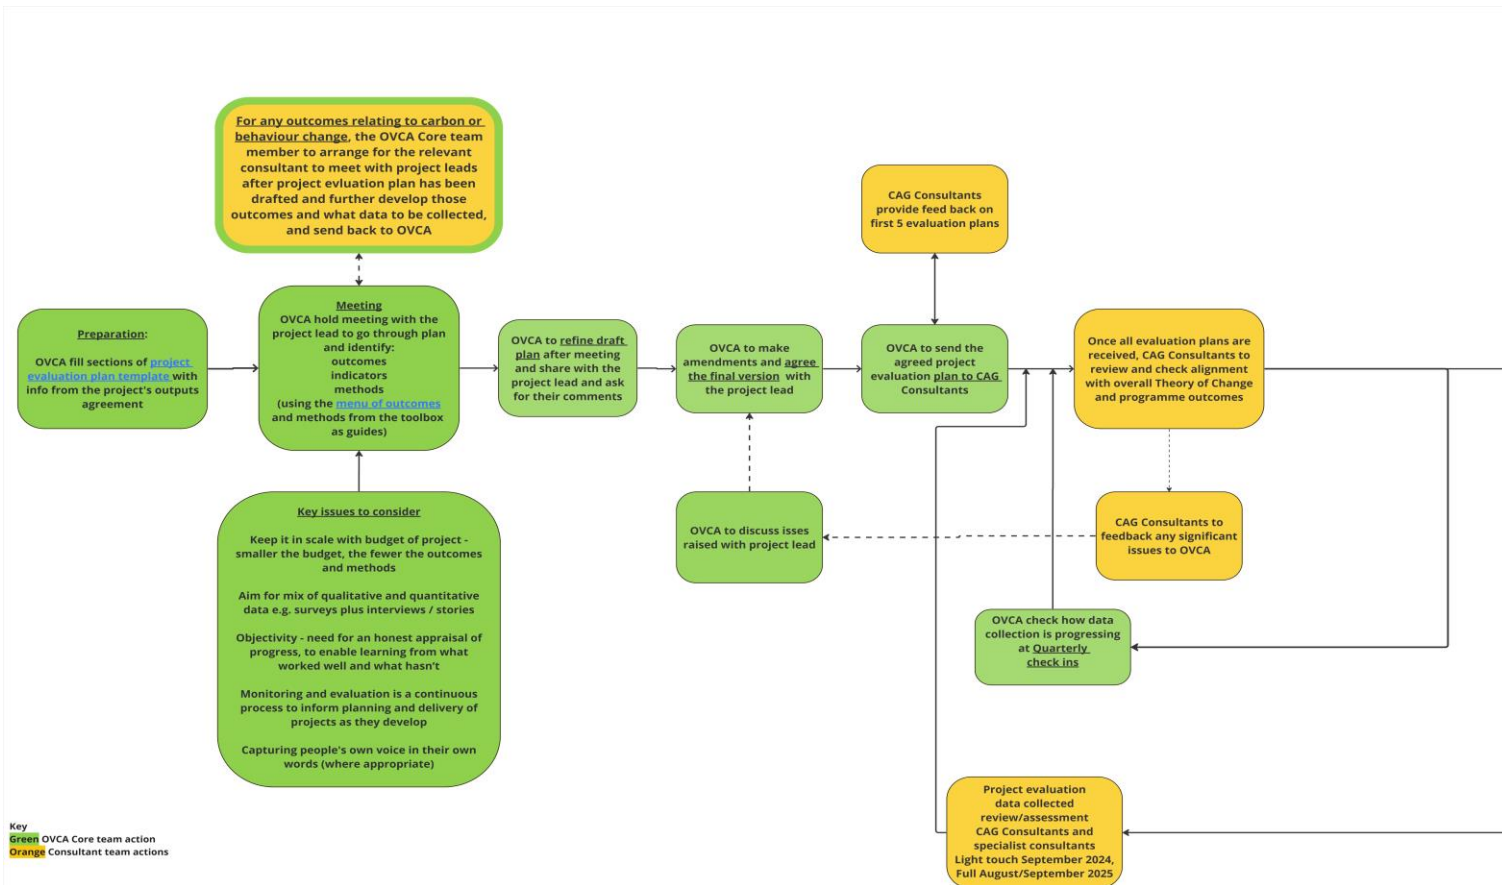 For any outcomes relating to carbon or
behaviour change, the OVCA Core team
member to arrange for the relevant
consultant to meet with project leads
after project evluation plan has been
drafted and further develop those
outcomes and what data to be collected,
and send back to OVCA
CAG Consultants
provide feed back on
first 5 evaluation plans
Preparation:
OVCA fill sections of project
evaluation plan template with
info from the project's outputs
agreement
Meeting
OVCA hold meeting with the
project lead to go through plan
and identify:
outcomes
indicators
methods
(using the menu of outcomes
and methods from the toolbox
as guides)
OVCA to refine draft
plan after meeting
and share with the
project lead and ask
for their comments
OVCA to make
amendments and agree
the final version with
the project lead
OVCA to send the
agreed project
evaluation plan to CAG
Consultants
Once all evaluation plans are
received, CAG Consultants to
review and check alignment
with overall Theory of Change
and programme outcomes
Key issues to consider
Keep it in scale with budget of project -
smaller the budget, the fewer the outcomes
and methods
Aim for mix of qualitative and quantitative
data e.g. surveys plus interviews / stories
Objectivity - need for an honest appraisal of
progress, to enable learning from what
worked well and what hasn't
Monitoring and evaluation is a continuous
process to inform planning and delivery of
projects as they develop
Capturing people's own voice in their own
words (where appropriate)
OVCA to discuss isses
raised with project lead
CAG Consultants to
feedback any significant
issues to OVCA
OVCA check how data
collection is progressing
at Quarterly
check ins
Project evaluation
data collected
review/assessment
CAG Consultants and
specialist consultants
Light touch September 2024,
Full August/September 2025
Key
Green OVCA Core team action
Orange Consultant team actions